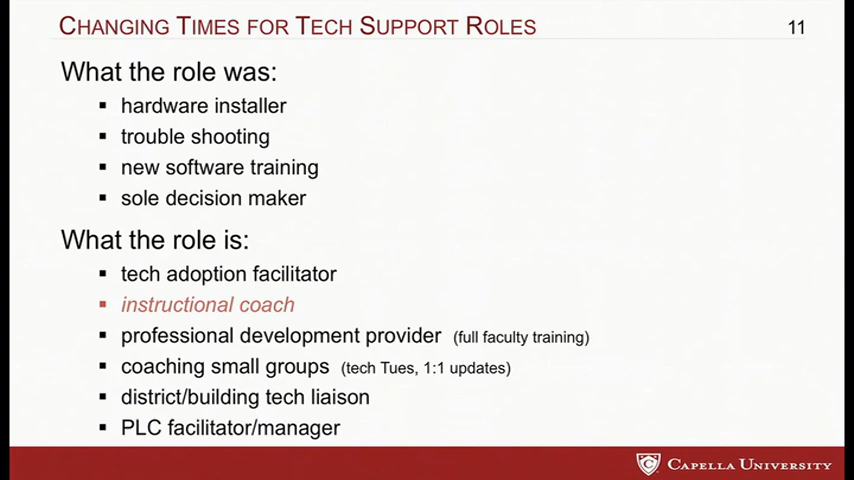 CHANGING TIMES FOR TECH SUPPORT ROLES 11
What the role was:
▪ hardware installer
▪ trouble shooting
▪ new software training
▪ sole decision maker
What the role is:
▪ tech adoption facilitator
▪ instructional coach
▪ professional development provider (full faculty training)
▪ coaching small groups (tech Tues, 1:1 updates)
▪ district/building tech liaison
▪ PLC facilitator/manager
CAPELLA UNIVERSITY